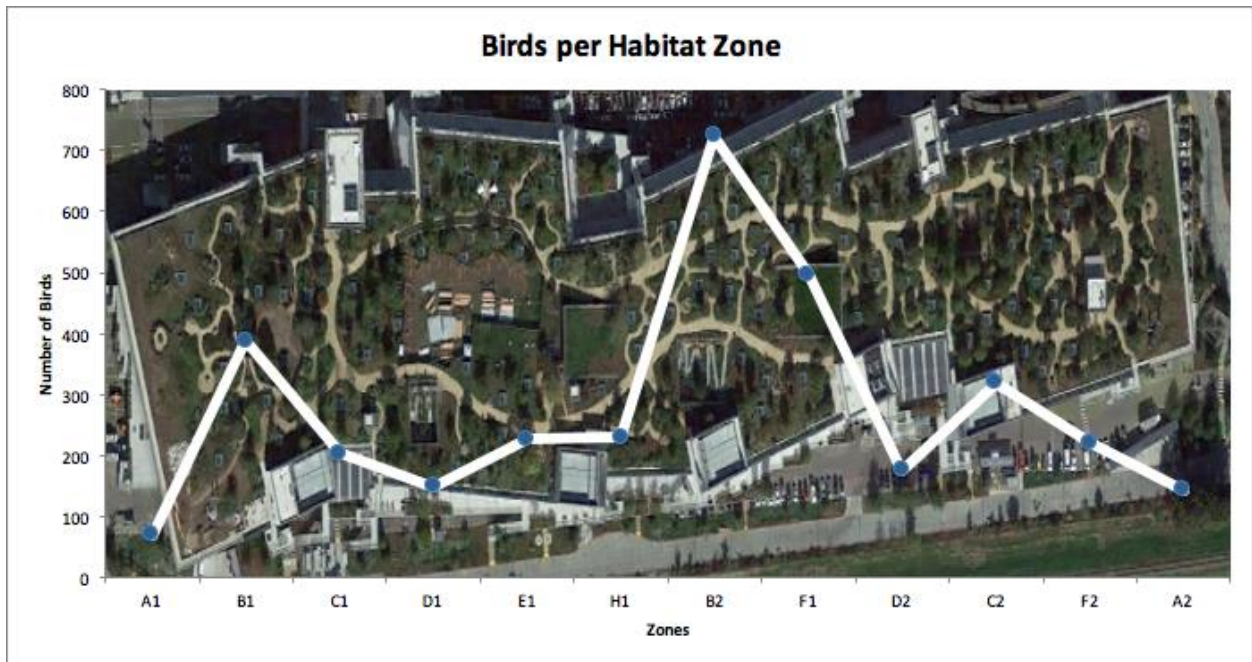 Birds per Habitat Zone
800
700
600
500
400
300
200
100
0
Number of Birds
A1 B1 C1 D1 E1 H1 B2 F1 D2 C2 F2 A2
Zones